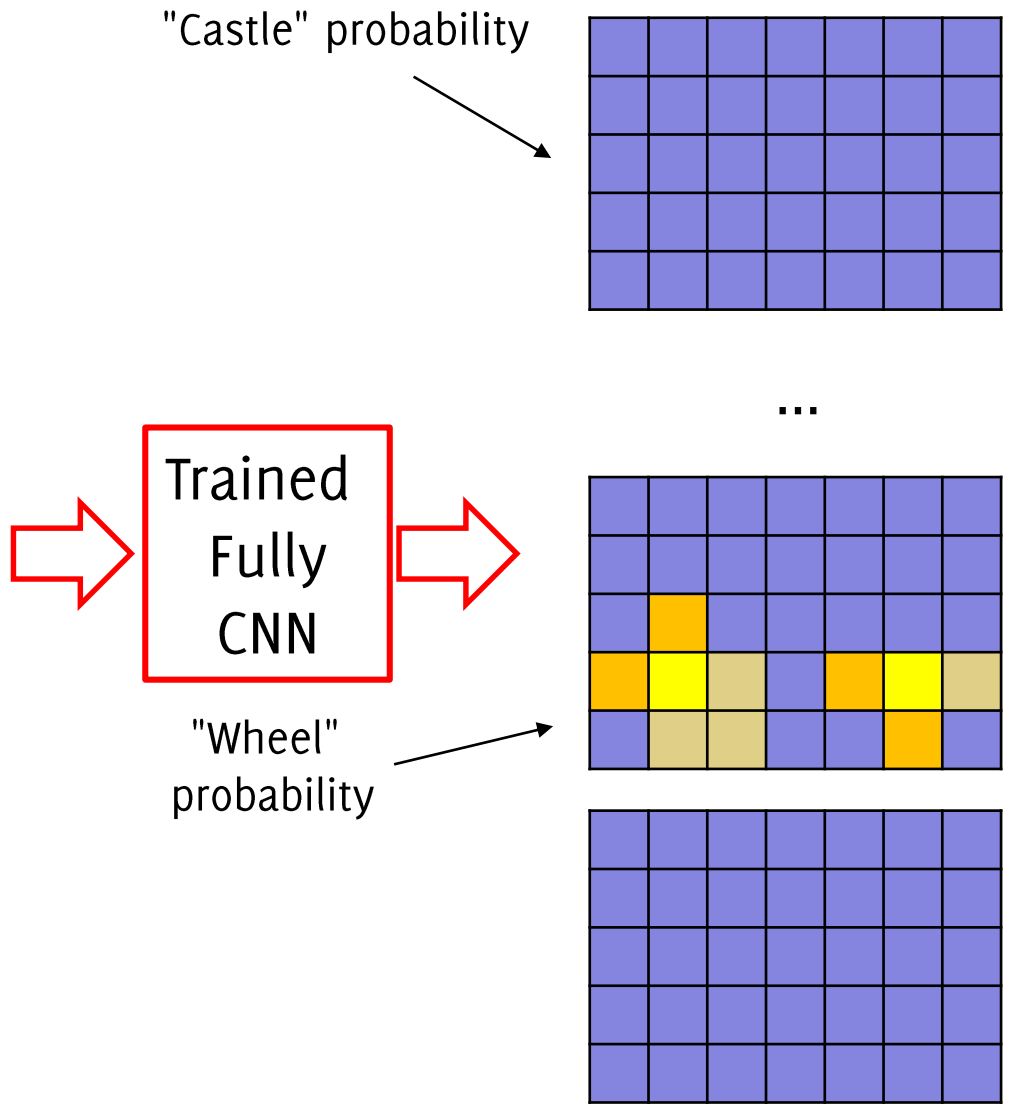 "Castle" probability
...
Trained
Fully
CNN
"Wheel"
probability